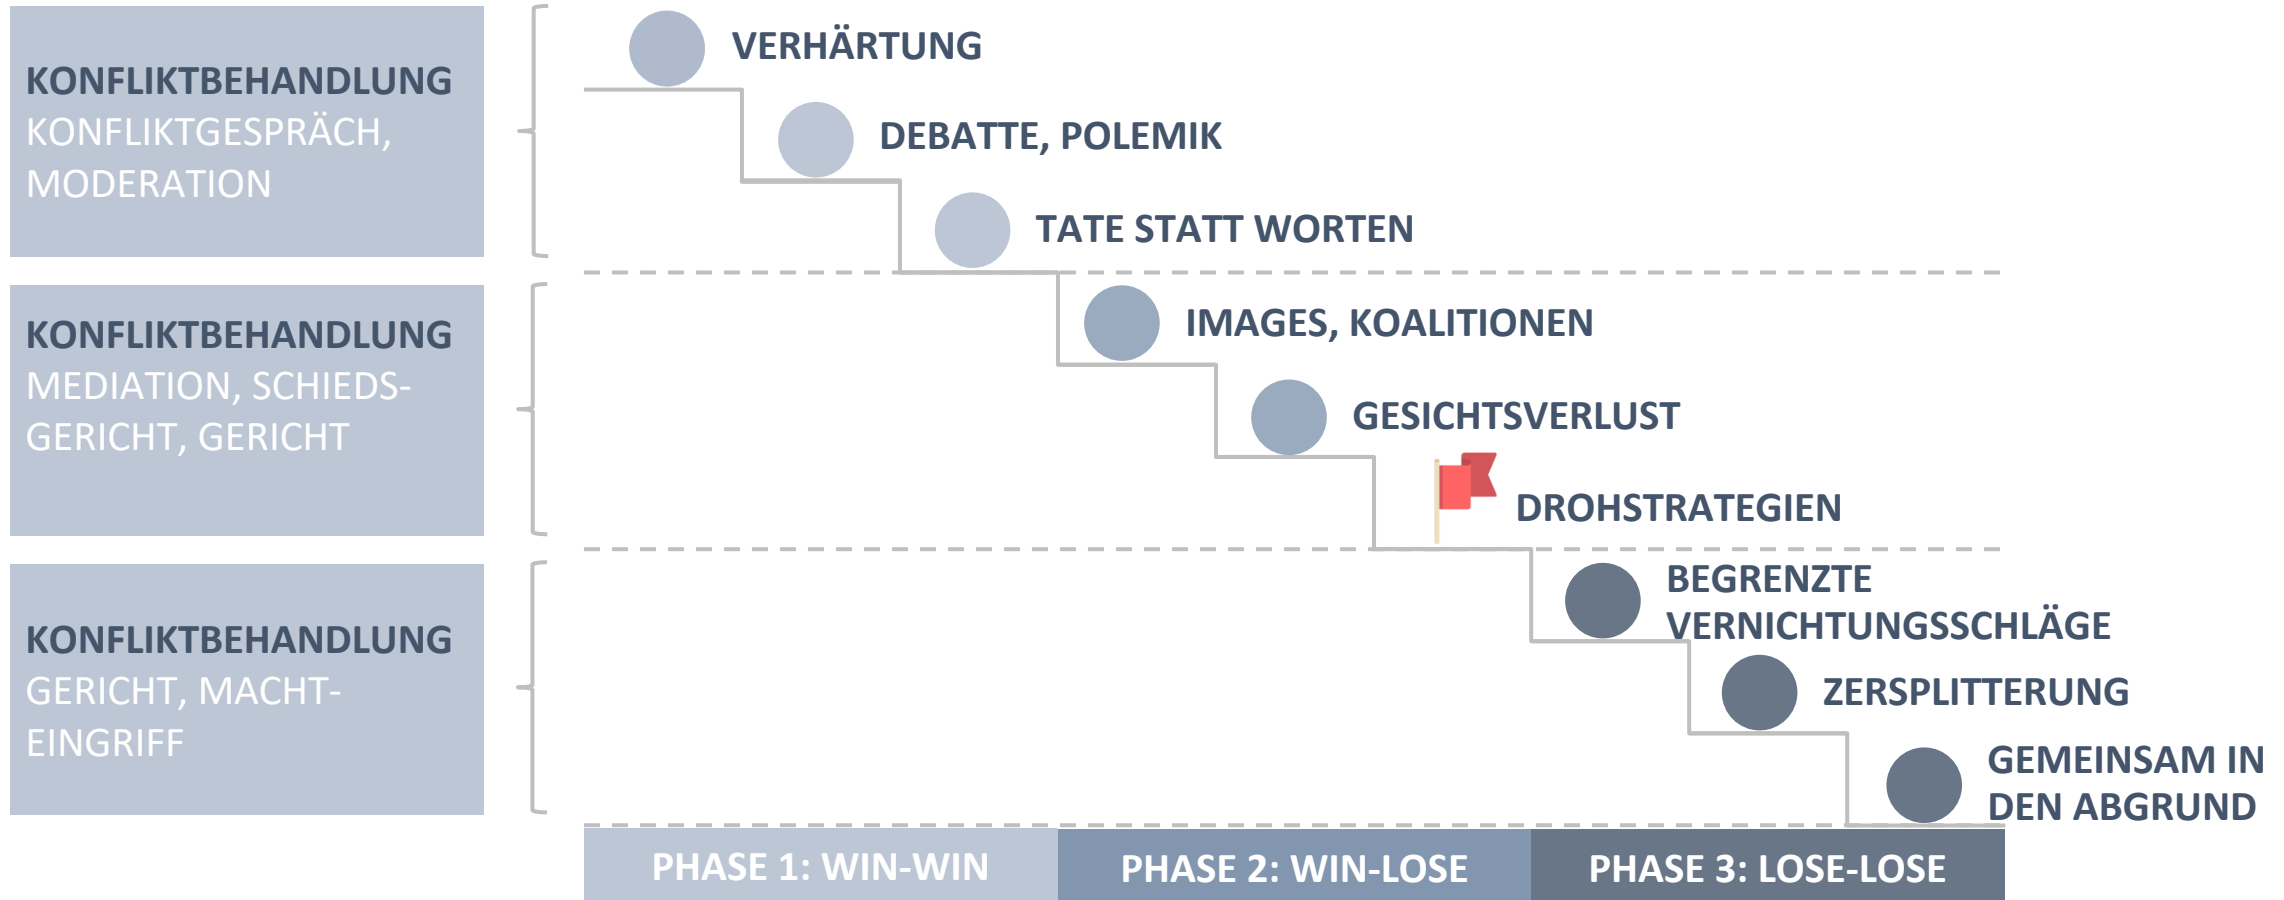 KONFLIKTBEHANDLUNG
KONFLIKTGESPRÄCH,
MODERATION
VERHÄRTUNG
DEBATTE, POLEMIK
TATE STATT WORTEN
KONFLIKTBEHANDLUNG
MEDIATION, SCHIEDS-
GERICHT, GERICHT
IMAGES, KOALITIONEN
GESICHTSVERLUST
DROHSTRATEGIEN
KONFLIKTBEHANDLUNG
GERICHT, MACHT-
EINGRIFF
BEGRENZTE
VERNICHTUNGSSCHLÄGE
ZERSPLITTERUNG
GEMEINSAM IN
DEN ABGRUND
PHASE 1: WIN-WIN
PHASE 2: WIN-LOSE
PHASE 3: LOSE-LOSE